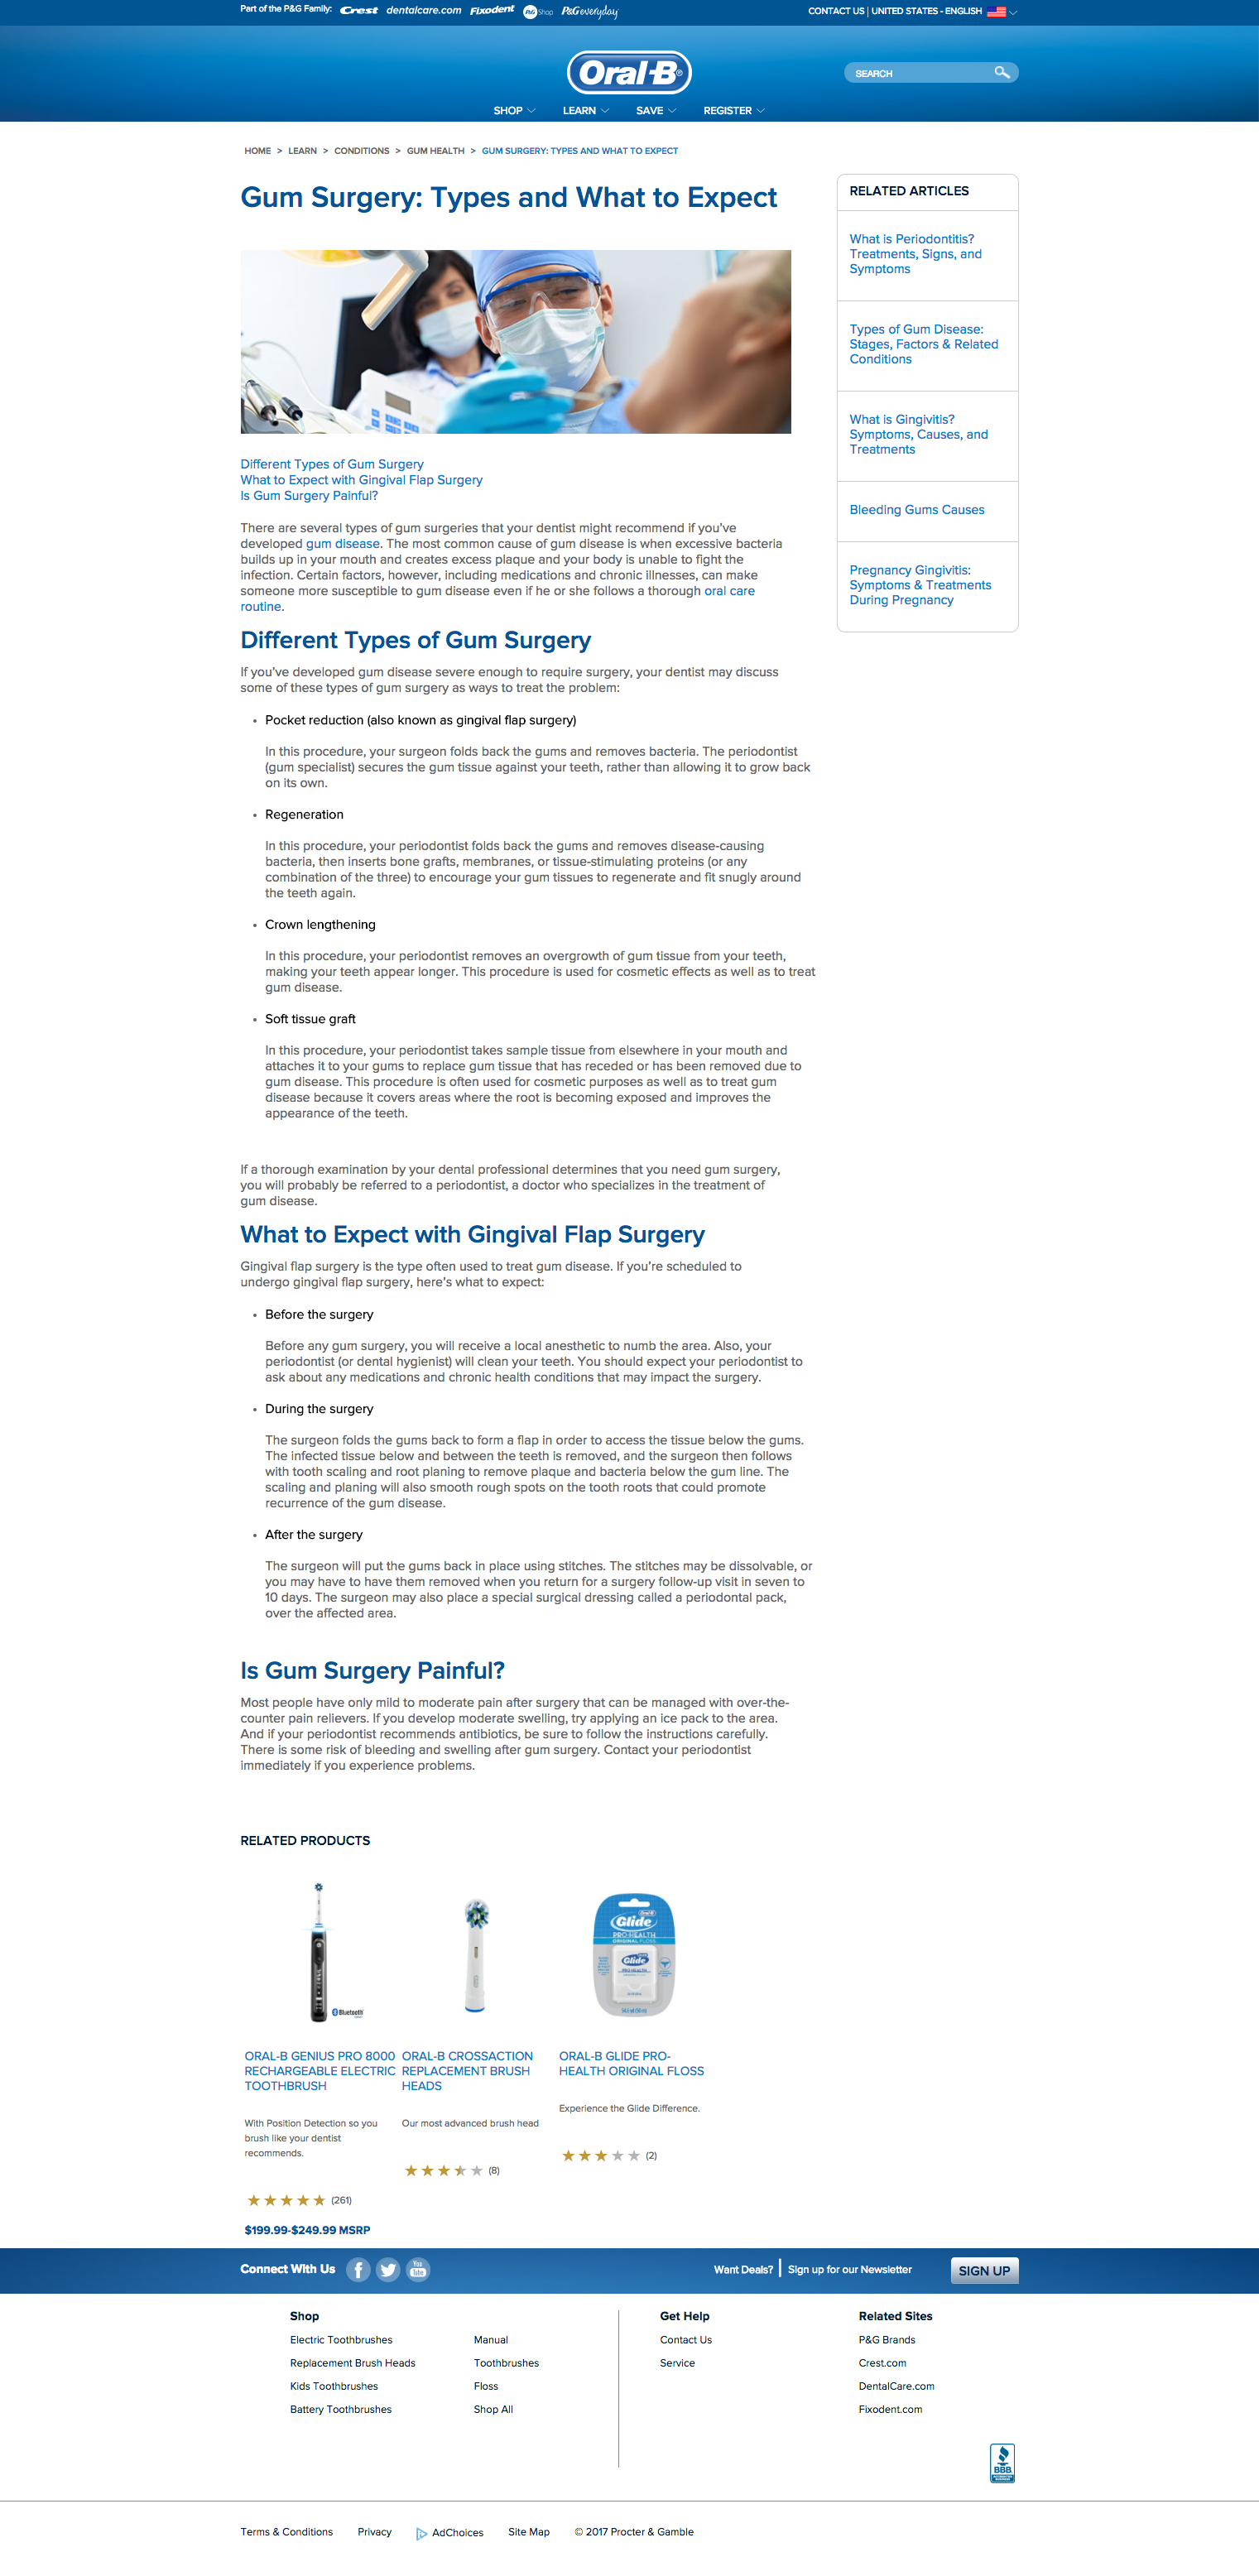 Part of the P&G Family: Crest dentalcare.com Fixodent P&G Shop P&G everyday
CONTACT US | UNITED STATES - ENGLISH
Oral-B
SEARCH
SHOP LEARN SAVE REGISTER
HOME > LEARN > CONDITIONS > GUM HEALTH > GUM SURGERY: TYPES AND WHAT TO EXPECT
Gum Surgery: Types and What to Expect
Different Types of Gum Surgery
What to Expect with Gingival Flap Surgery
Is Gum Surgery Painful?
There are several types of gum surgeries that your dentist might recommend if you've
developed gum disease. The most common cause of gum disease is when excessive bacteria
builds up in your mouth and creates excess plaque and your body is unable to fight the
infection. Certain factors, however, including medications and chronic illnesses, can make
someone more susceptible to gum disease even if he or she follows a thorough oral care
routine.
Different Types of Gum Surgery
If you've developed gum disease severe enough to require surgery, your dentist may discuss
some of these types of gum surgery as ways to treat the problem:
• Pocket reduction (also known as gingival flap surgery)
In this procedure, your surgeon folds back the gums and removes bacteria. The periodontist
(gum specialist) secures the gum tissue against your teeth, rather than allowing it to grow back
on its own.
• Regeneration
In this procedure, your periodontist folds back the gums and removes disease-causing
bacteria, then inserts bone grafts, membranes, or tissue-stimulating proteins (or any
combination of the three) to encourage your gum tissues to regenerate and fit snugly around
the teeth again.
• Crown lengthening
In this procedure, your periodontist removes an overgrowth of gum tissue from your teeth,
making your teeth appear longer. This procedure is used for cosmetic effects as well as to treat
gum disease.
• Soft tissue graft
In this procedure, your periodontist takes sample tissue from elsewhere in your mouth and
attaches it to your gums to replace gum tissue that has receded or has been removed due to
gum disease. This procedure is often used for cosmetic purposes as well as to treat gum
disease because it covers areas where the root is becoming exposed and improves the
appearance of the teeth.
If a thorough examination by your dental professional determines that you need gum surgery,
you will probably be referred to a periodontist, a doctor who specializes in the treatment of
gum disease.
What to Expect with Gingival Flap Surgery
Gingival flap surgery is the type often used to treat gum disease. If you're scheduled to
undergo gingival flap surgery, here's what to expect:
• Before the surgery
Before any gum surgery, you will receive a local anesthetic to numb the area. Also, your
periodontist (or dental hygienist) will clean your teeth. You should expect your periodontist to
ask about any medications and chronic health conditions that may impact the surgery.
• During the surgery
The surgeon folds the gums back to form a flap in order to access the tissue below the gums.
The infected tissue below and between the teeth is removed, and the surgeon then follows
with tooth scaling and root planing to remove plaque and bacteria below the gum line. The
scaling and planing will also smooth rough spots on the tooth roots that could promote
recurrence of the gum disease.
• After the surgery
The surgeon will put the gums back in place using stitches. The stitches may be dissolvable, or
you may have to have them removed when you return for a surgery follow-up visit in seven to
10 days. The surgeon may also place a special surgical dressing called a periodontal pack,
over the affected area.
Is Gum Surgery Painful?
Most people have only mild to moderate pain after surgery that can be managed with over-the-
counter pain relievers. If you develop moderate swelling, try applying an ice pack to the area.
And if your periodontist recommends antibiotics, be sure to follow the instructions carefully.
There is some risk of bleeding and swelling after gum surgery. Contact your periodontist
immediately if you experience problems.
RELATED ARTICLES
What is Periodontitis?
Treatments, Signs, and
Symptoms
Types of Gum Disease:
Stages, Factors & Related
Conditions
What is Gingivitis?
Symptoms, Causes, and
Treatments
Bleeding Gums Causes
Pregnancy Gingivitis:
Symptoms & Treatments
During Pregnancy
RELATED PRODUCTS
Bluetooth
Oral-B
Glide
PRO-HEALTH
ORIGINAL FLOSS
Glide
ORAL-B GENIUS PRO 8000
RECHARGEABLE ELECTRIC
TOOTHBRUSH
With Position Detection so you
brush like your dentist
recommends.
(261)
$199.99-$249.99 MSRP
ORAL-B CROSSACTION
REPLACEMENT BRUSH
HEADS
Our most advanced brush head
(8)
ORAL-B GLIDE PRO-
HEALTH ORIGINAL FLOSS
Experience the Glide Difference.
(2)
Connect With Us
You Tube
Want Deals? | Sign up for our Newsletter
SIGN UP
Shop
Electric Toothbrushes
Replacement Brush Heads
Kids Toothbrushes
Battery Toothbrushes
Manual
Toothbrushes
Floss
Shop All
Get Help
Contact Us
Service
Related Sites
P&G Brands
Crest.com
DentalCare.com
Fixodent.com
BBB
Terms & Conditions Privacy AdChoices Site Map © 2017 Procter & Gamble